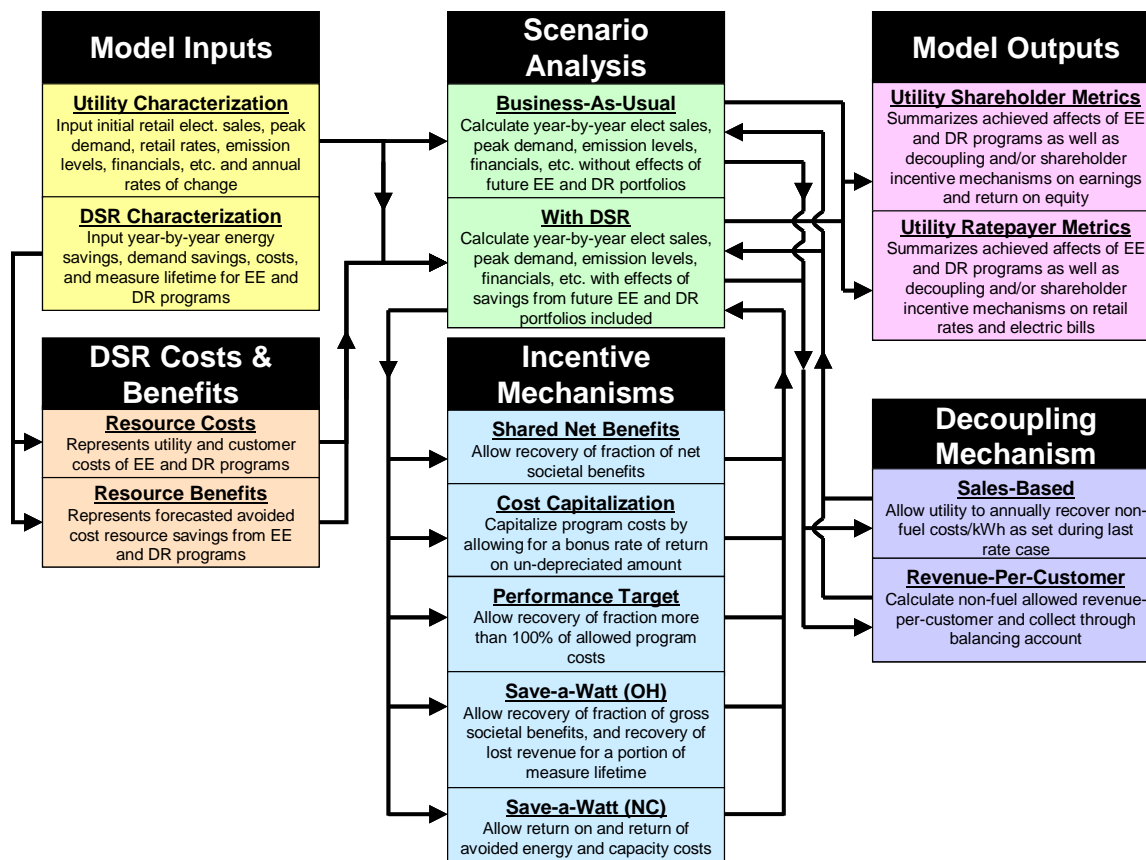 Model Inputs
Utility Characterization
Input initial retail elect. sales, peak
demand, retail rates, emission
levels, financials, etc. and annual
rates of change
DSR Characterization
Input year-by-year energy
savings, demand savings, costs,
and measure lifetime for EE and
DR programs
DSR Costs &
Benefits
Resource Costs
Represents utility and customer
costs of EE and DR programs
Resource Benefits
Represents forecasted avoided
cost resource savings from EE
and DR programs
Scenario
Analysis
Business-As-Usual
Calculate year-by-year elect sales,
peak demand, emission levels,
financials, etc. without effects of
future EE and DR portfolios
With DSR
Calculate year-by-year elect sales,
peak demand, emission levels,
financials, etc. with effects of
savings from future EE and DR
portfolios included
Incentive
Mechanisms
Shared Net Benefits
Allow recovery of fraction of net
societal benefits
Cost Capitalization
Capitalize program costs by
allowing for a bonus rate of return
on un-depreciated amount
Performance Target
Allow recovery of fraction more
than 100% of allowed program
costs
Save-a-Watt (OH)
Allow recovery of fraction of gross
societal benefits, and recovery of
lost revenue for a portion of
measure lifetime
Save-a-Watt (NC)
Allow return on and return of
avoided energy and capacity costs
Model Outputs
Utility Shareholder Metrics
Summarizes achieved affects of EE
and DR programs as well as
decoupling and/or shareholder
incentive mechanisms on earnings
and return on equity
Utility Ratepayer Metrics
Summarizes achieved affects of EE
and DR programs as well as
decoupling and/or shareholder
incentive mechanisms on retail
rates and electric bills
Decoupling
Mechanism
Sales-Based
Allow utility to annually recover non-
fuel costs/kWh as set during last
rate case
Revenue-Per-Customer
Calculate non-fuel allowed revenue-
per-customer and collect through
balancing account